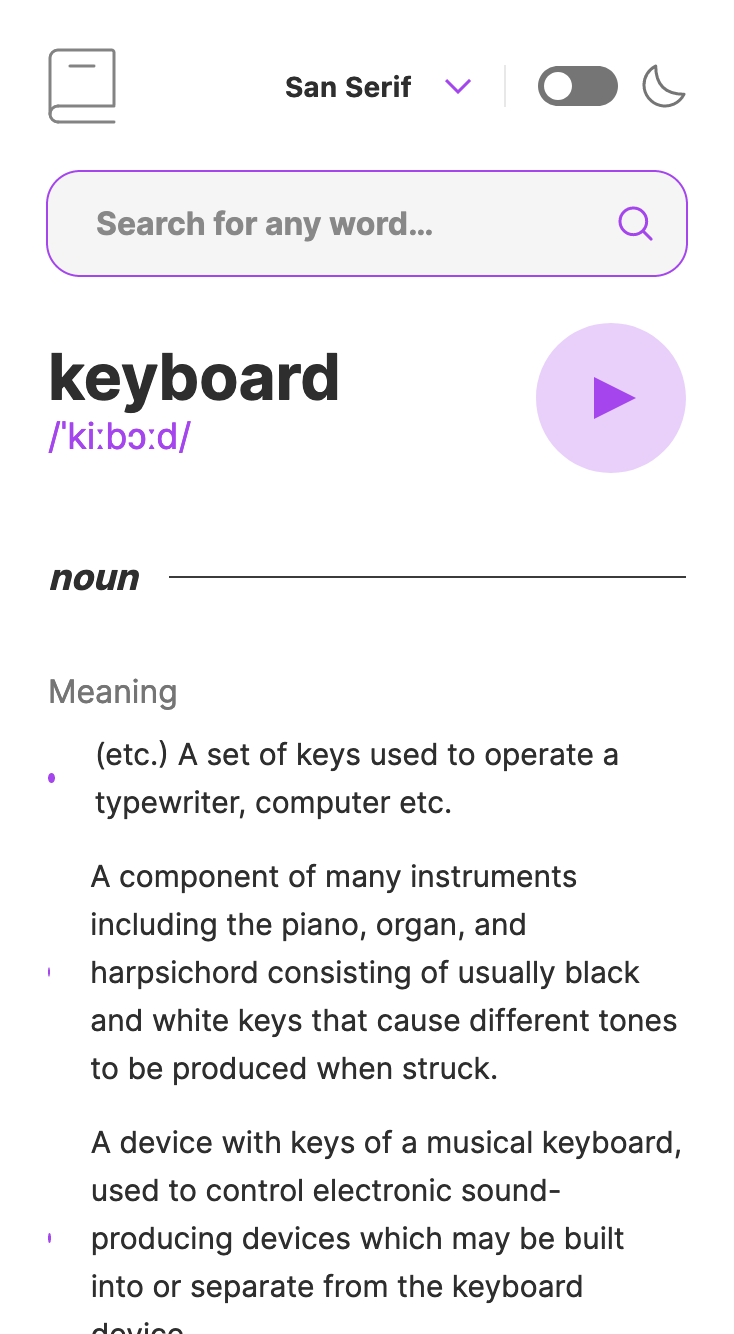 San Serif
Search for any word...
keyboard
/ˈkiːbɔːd/
noun
Meaning
(etc.) A set of keys used to operate a
typewriter, computer etc.
A component of many instruments
including the piano, organ, and
harpsichord consisting of usually black
and white keys that cause different tones
to be produced when struck.
A device with keys of a musical keyboard,
used to control electronic sound-
producing devices which may be built
into or separate from the keyboard
device.